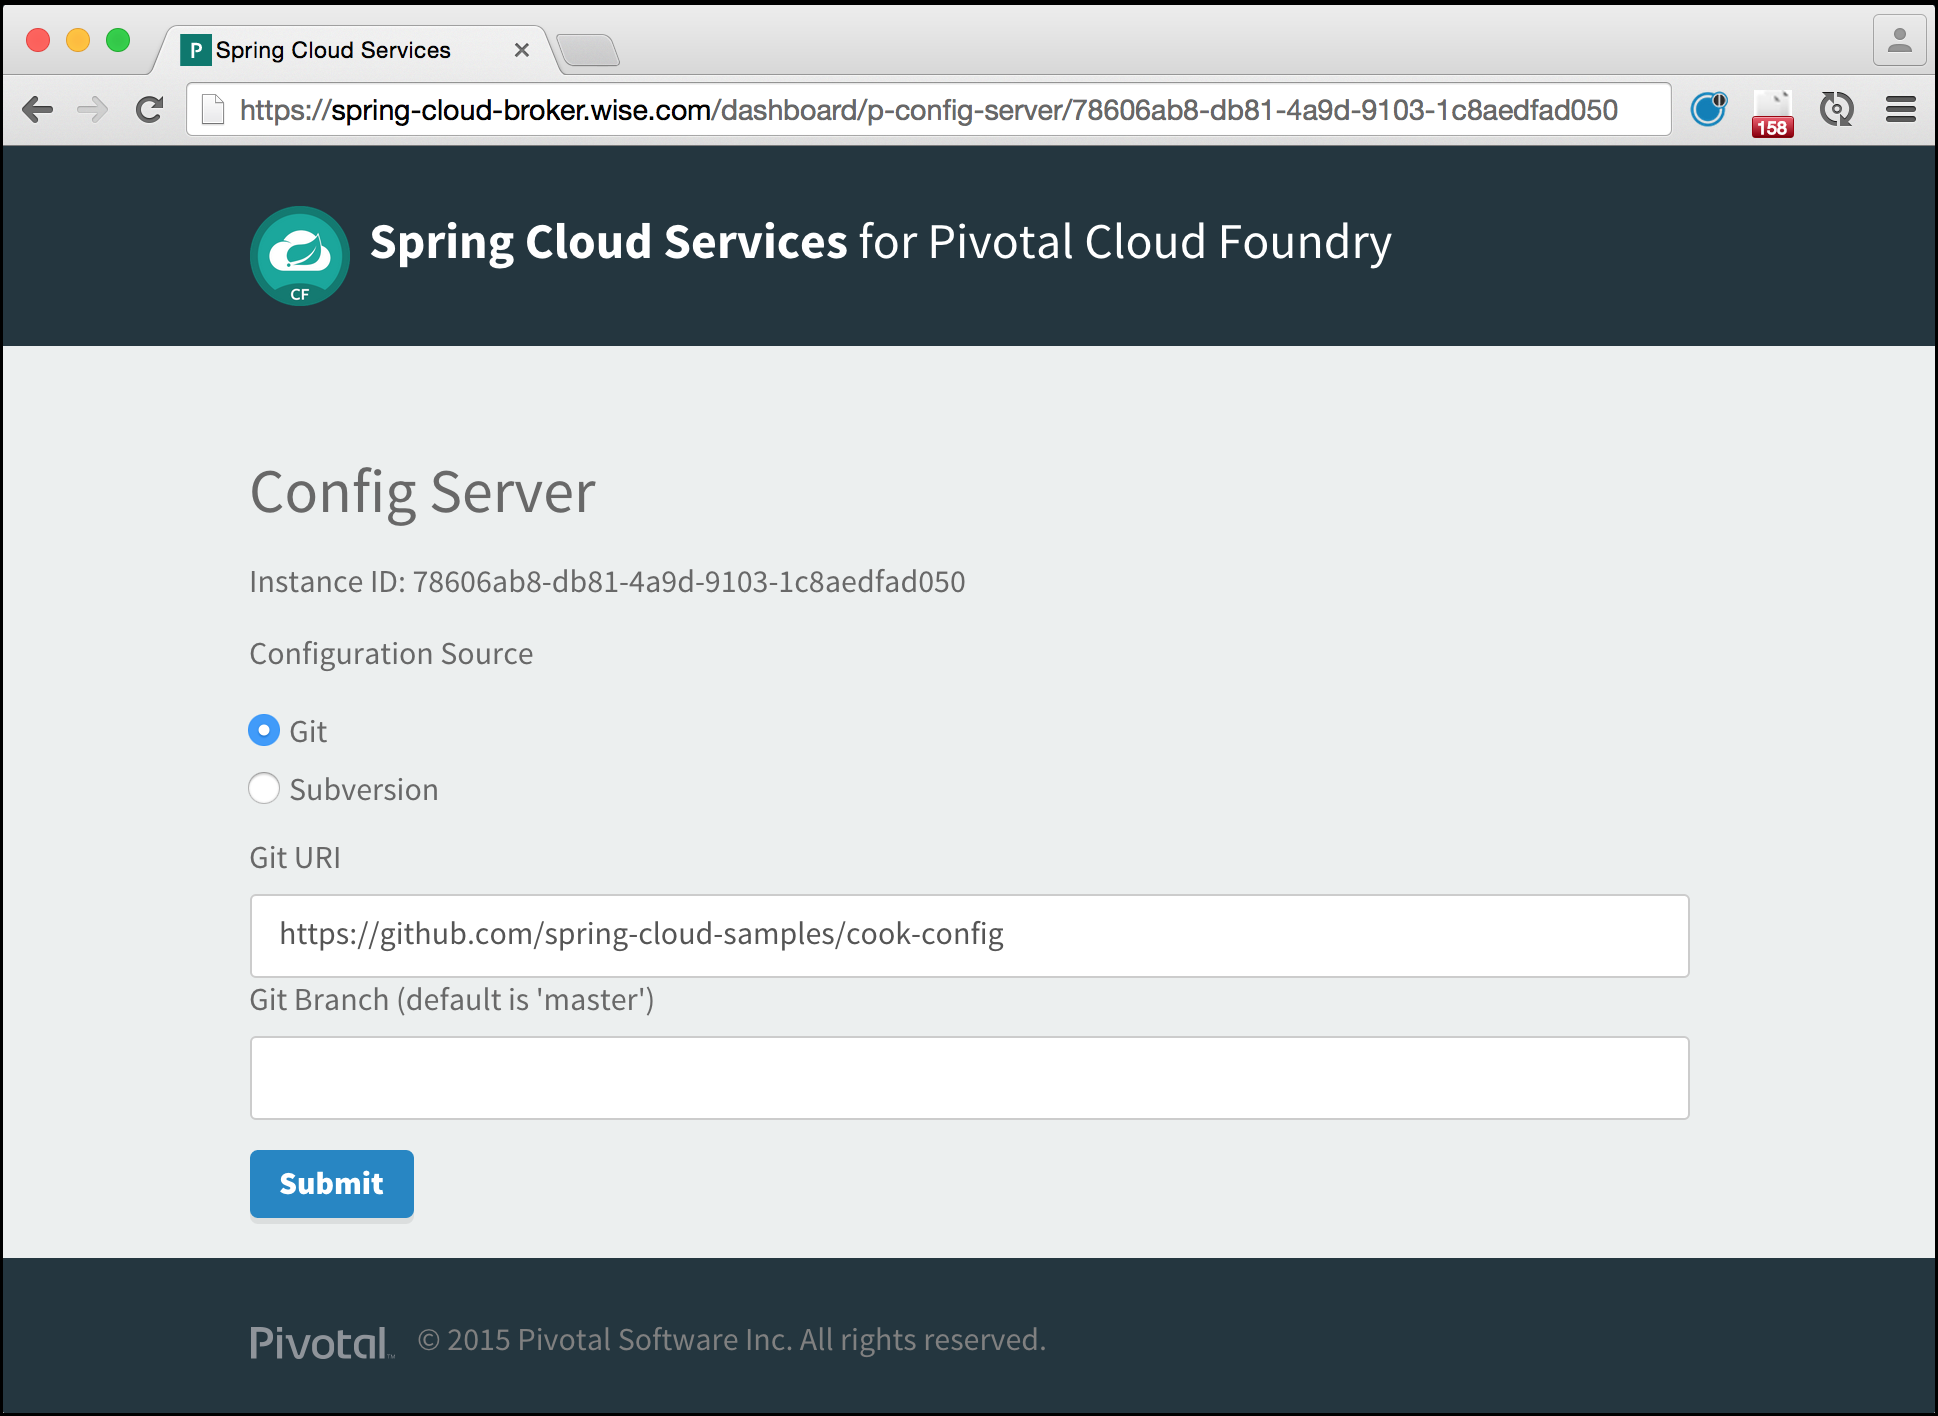 P Spring Cloud Services
https://spring-cloud-broker.wise.com/dashboard/p-config-server/78606ab8-db81-4a9d-9103-1c8aedfad050
158
Spring Cloud Services for Pivotal Cloud Foundry
CF
Config Server
Instance ID: 78606ab8-db81-4a9d-9103-1c8aedfad050
Configuration Source
Git
Subversion
Git URI
https://github.com/spring-cloud-samples/cook-config
Git Branch (default is 'master')
Submit
Pivotal™ © 2015 Pivotal Software Inc. All rights reserved.